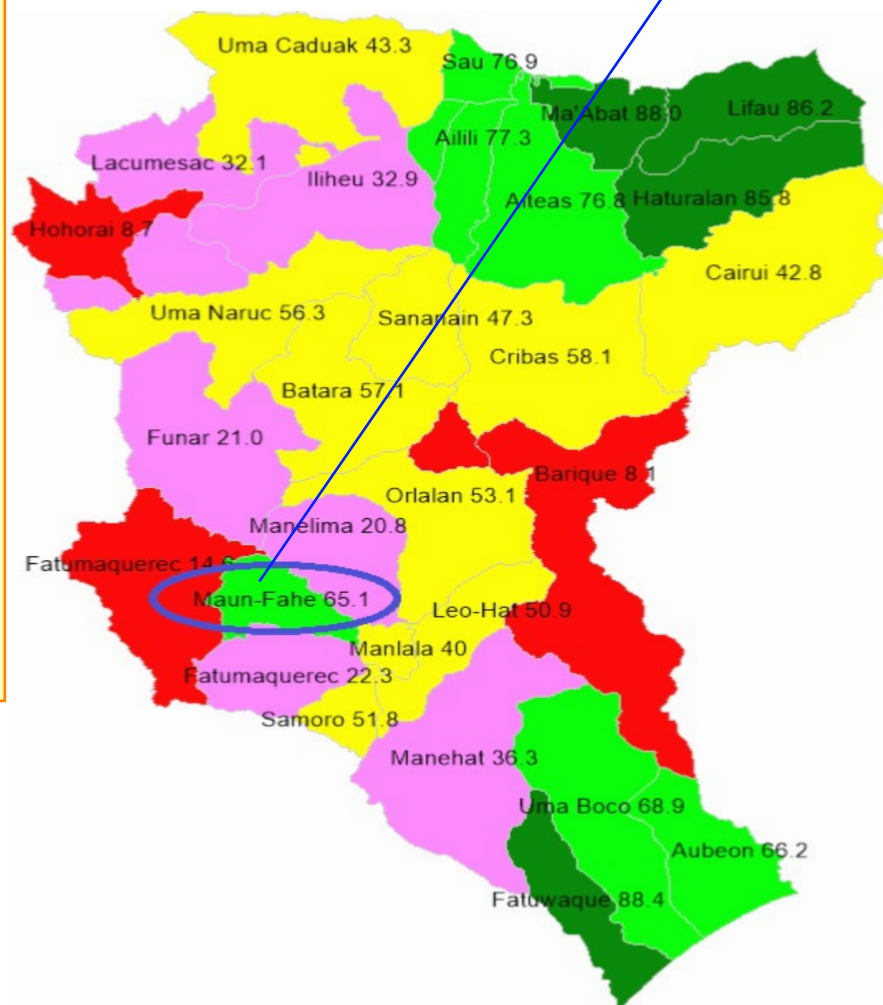 Uma Caduak 43.3
Sau 76.9
Ma'Abat 88.0
Lifau 86.2
Ailili 77.3
Lacumesac 32.1
Iliheu 32.9
Aiteas 76.8
Haturalan 85.8
Hohorai 8.7
Cairui 42.8
Uma Naruc 56.3
Sananain 47.3
Cribas 58.1
Batara 57.1
Funar 21.0
Barique 8.1
Orlalan 53.1
Manelima 20.8
Fatumaquerec 14.6
Maun-Fahe 65.1
Leo-Hat 50.9
Manlala 40
Fatumaquerec 22.3
Samoro 51.8
Manehat 36.3
Uma Boco 68.9
Aubeon 66.2
Fatuwaque 88.4